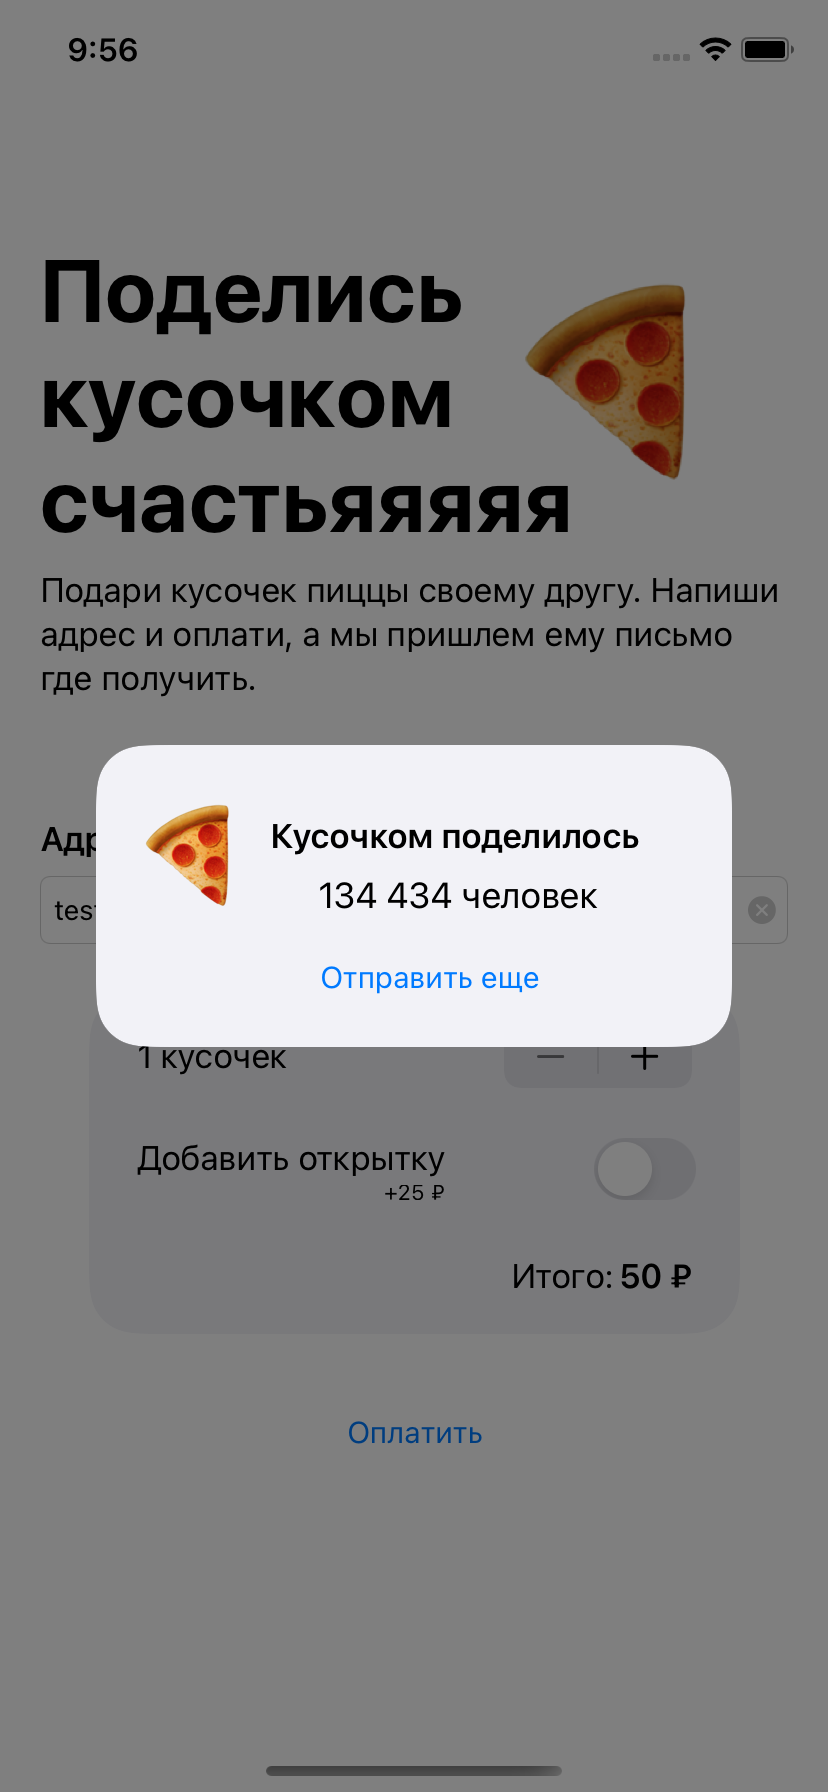 9:56
Поделись
кусочком
счастьяяяяя
Подари кусочек пиццы своему другу. Напиши
адрес и оплати, а мы пришлем ему письмо
где получить.
Кусочком поделилось
134 434 человек
Отправить еще
1 кусочек
Добавить открытку
+25 ₽
Итого: 50 ₽
Оплатить